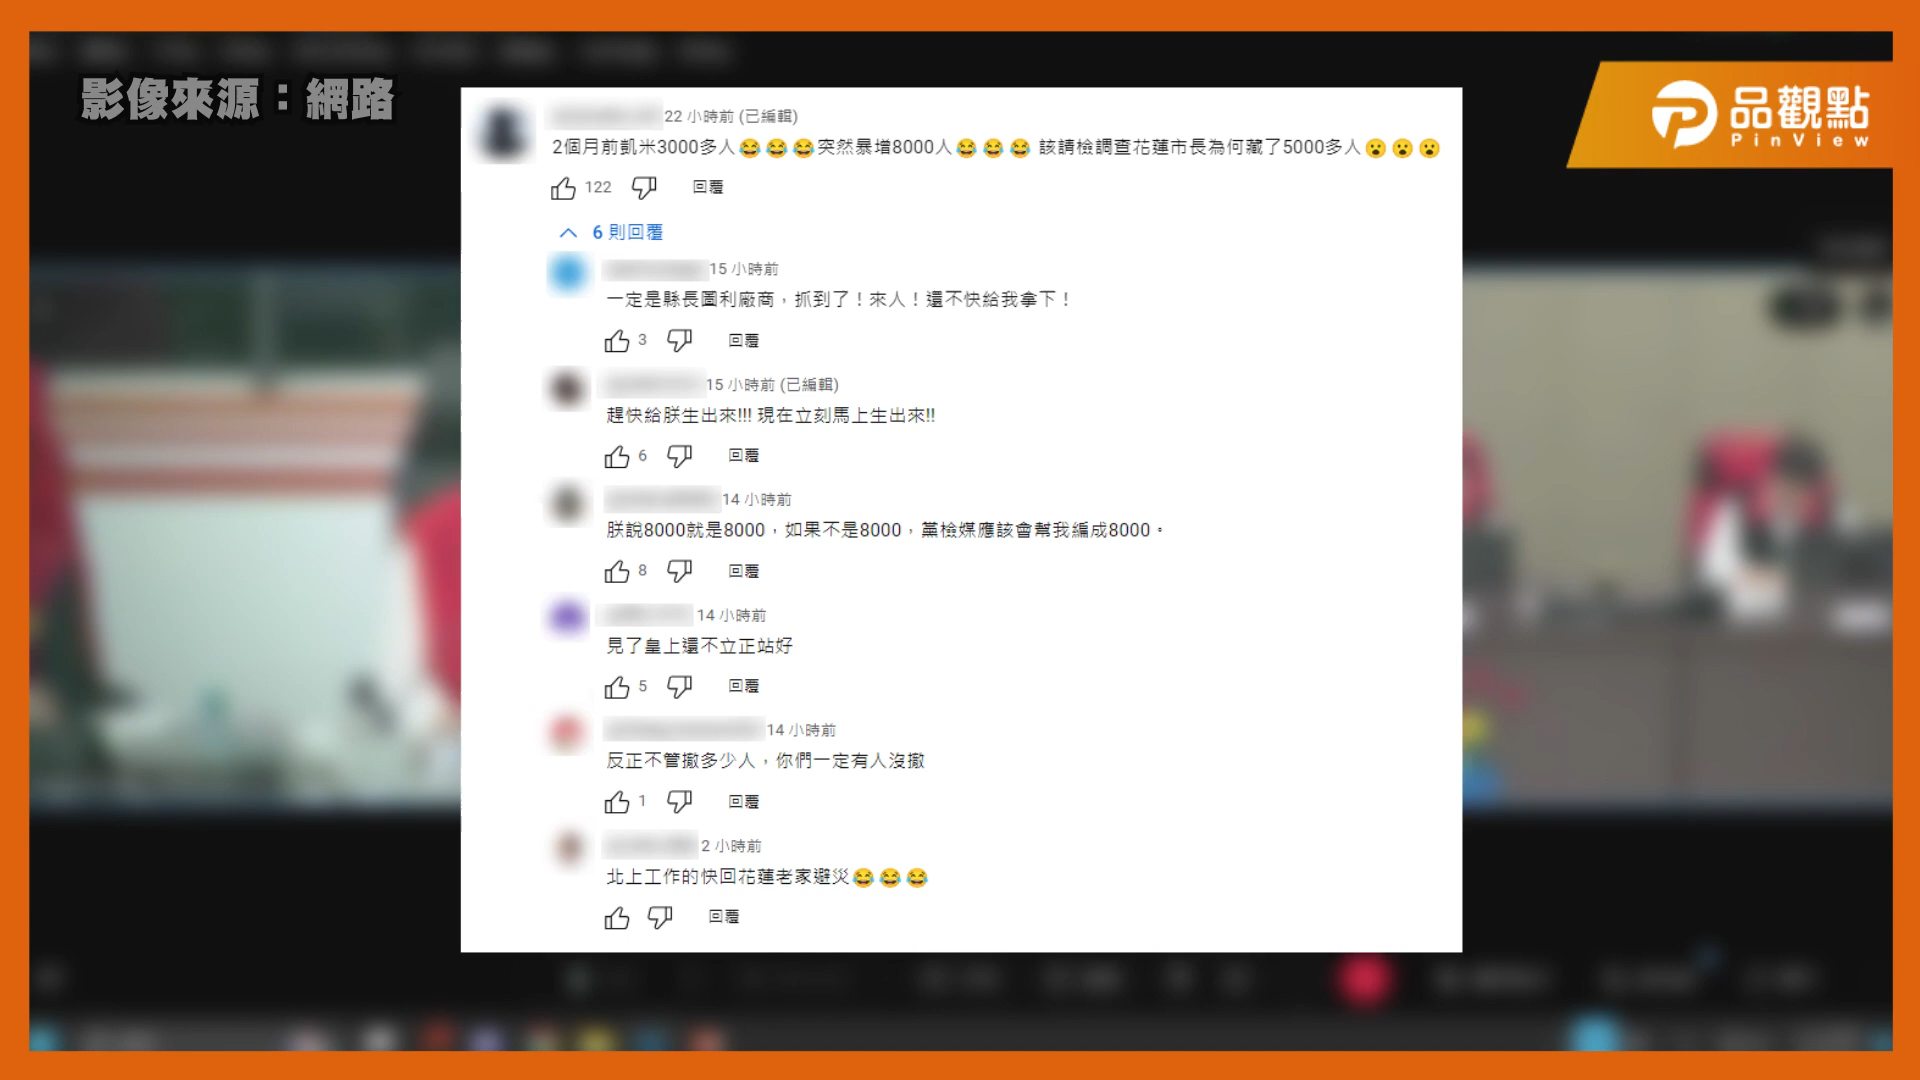 影像來源：網路
品觀點
PinView
22 小時前 (已編輯)
2個月前凱米3000多人😂😂😂突然暴增8000人😂😂😂 該請檢調查花蓮市長為何藏了5000多人😮😮😮
122 回覆
6 則回覆
15 小時前
一定是縣長圖利廠商，抓到了！來人！還不快給我拿下！
3 回覆
15 小時前 (已編輯)
趕快給朕生出來!!! 現在立刻馬上生出來!!
6 回覆
14 小時前
朕說8000就是8000，如果不是8000，黨檢媒應該會幫我編成8000。
8 回覆
14 小時前
見了皇上還不立正站好
5 回覆
14 小時前
反正不管撤多少人，你們一定有人沒撤
1 回覆
2 小時前
北上工作的快回花蓮老家避災😂😂😂
回覆